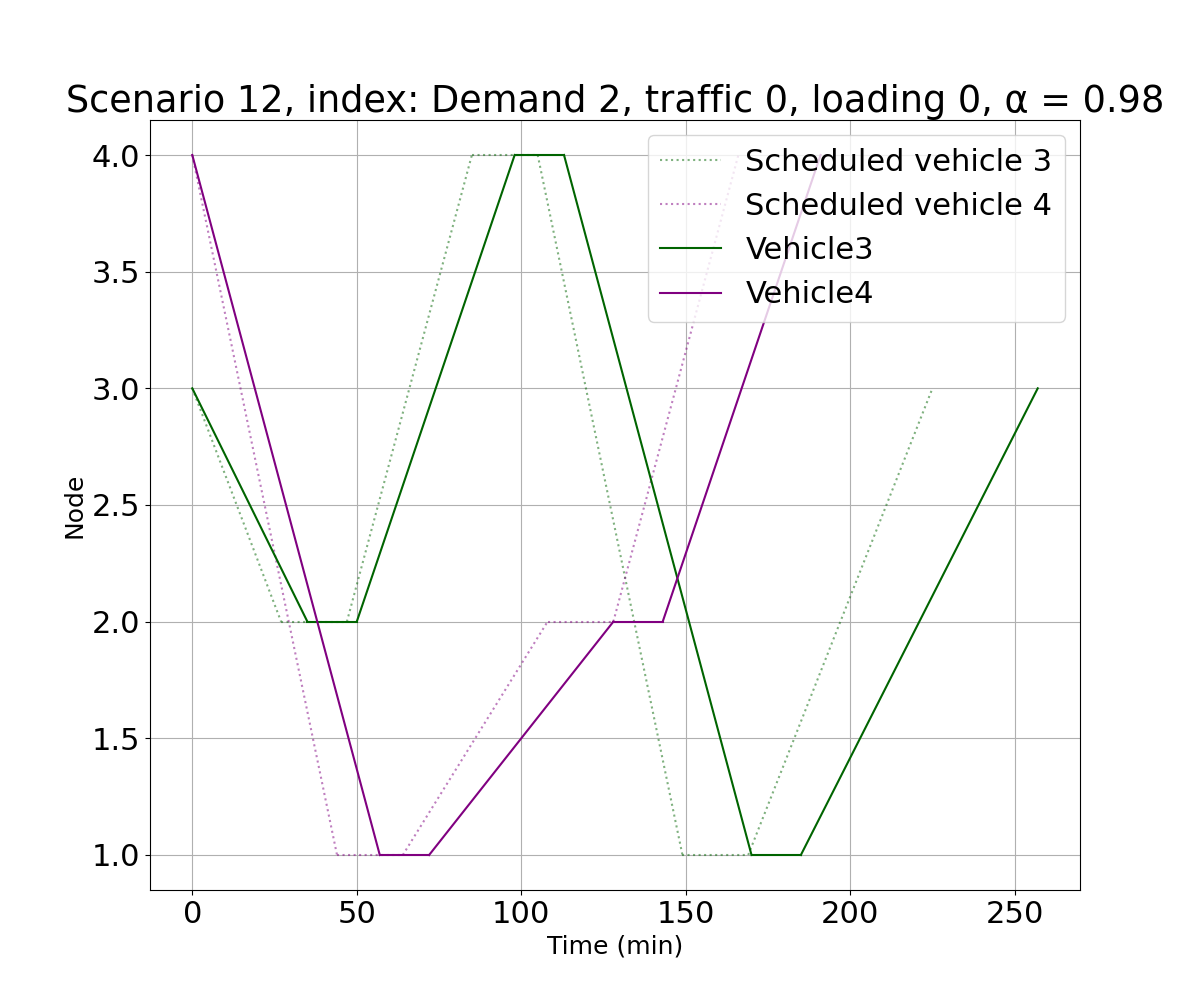 Scenario 12, index: Demand 2, traffic 0, loading 0, α = 0.98
4.0
3.5
3.0
2.5
2.0
1.5
1.0
Node
Scheduled vehicle 3
Scheduled vehicle 4
Vehicle3
Vehicle4
0 50 100 150 200 250
Time (min)